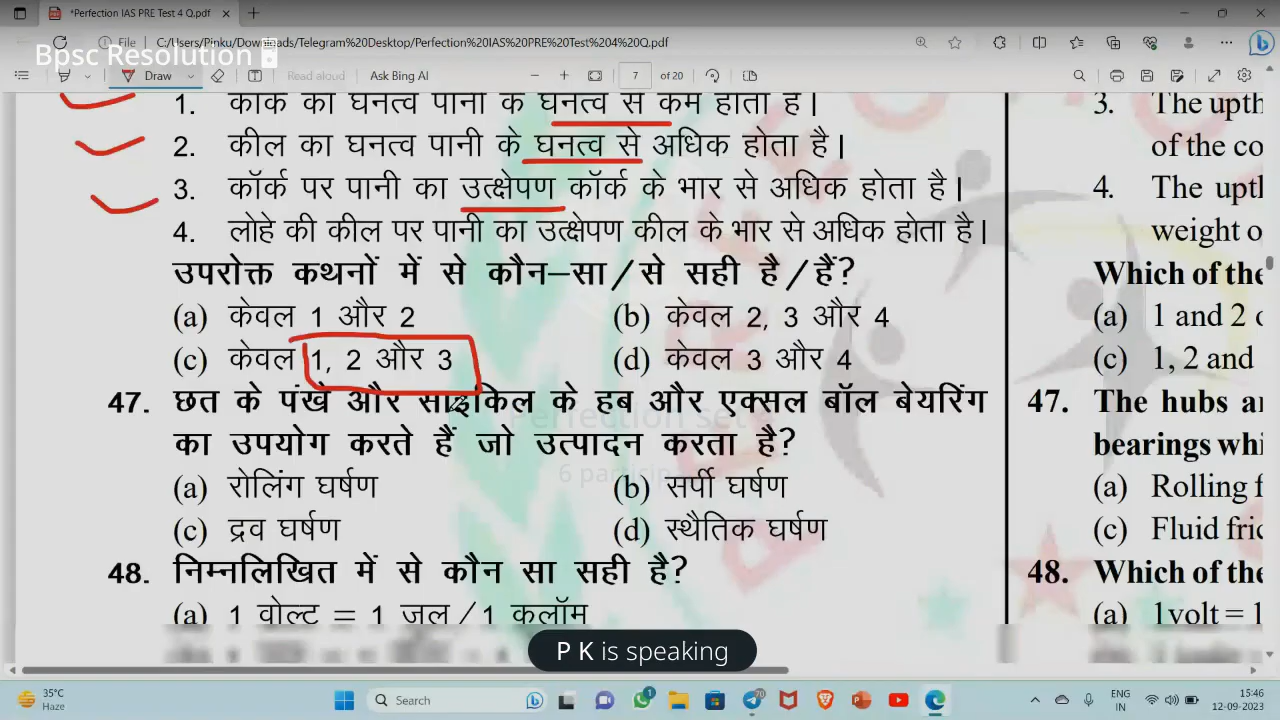 *Perfection IAS PRE Test 4 Q.pdf
File C:/Users/Pinku/Downloads/Telegram%20Desktop/Perfection%20IAS%20PRE%20Test%204%20Q.pdf
Bpsc Resolution
Draw Read aloud Ask Bing AI 7 of 20
1. कॉर्क का घनत्व पानी के घनत्व से कम होता है।
2. कील का घनत्व पानी के घनत्व से अधिक होता है।
3. कॉर्क पर पानी का उत्क्षेपण कॉर्क के भार से अधिक होता है।
4. लोहे की कील पर पानी का उत्क्षेपण कील के भार से अधिक होता है।
उपरोक्त कथनों में से कौन–सा/से सही है/हैं?
(a) केवल 1 और 2 (b) केवल 2, 3 और 4
(c) केवल 1, 2 और 3 (d) केवल 3 और 4
47. छत के पंखे और साइकिल के हब और एक्सल बॉल बेयरिंग
का उपयोग करते हैं जो उत्पादन करता है?
(a) रोलिंग घर्षण (b) सर्पी घर्षण
(c) द्रव घर्षण (d) स्थैतिक घर्षण
48. निम्नलिखित में से कौन सा सही है?
(a) 1 वोल्ट = 1 जूल/1 कूलॉम
3. The upth
of the co
4. The upt
weight o
Which of the
(a) 1 and 2 o
(c) 1, 2 and
47. The hubs ar
bearings whi
(a) Rolling f
(c) Fluid fric
48. Which of the
(a) 1volt = 1
Perfection set
P K is speaking
35°C
Haze
Search
1
70
ENG
IN
15:46
12-09-2023